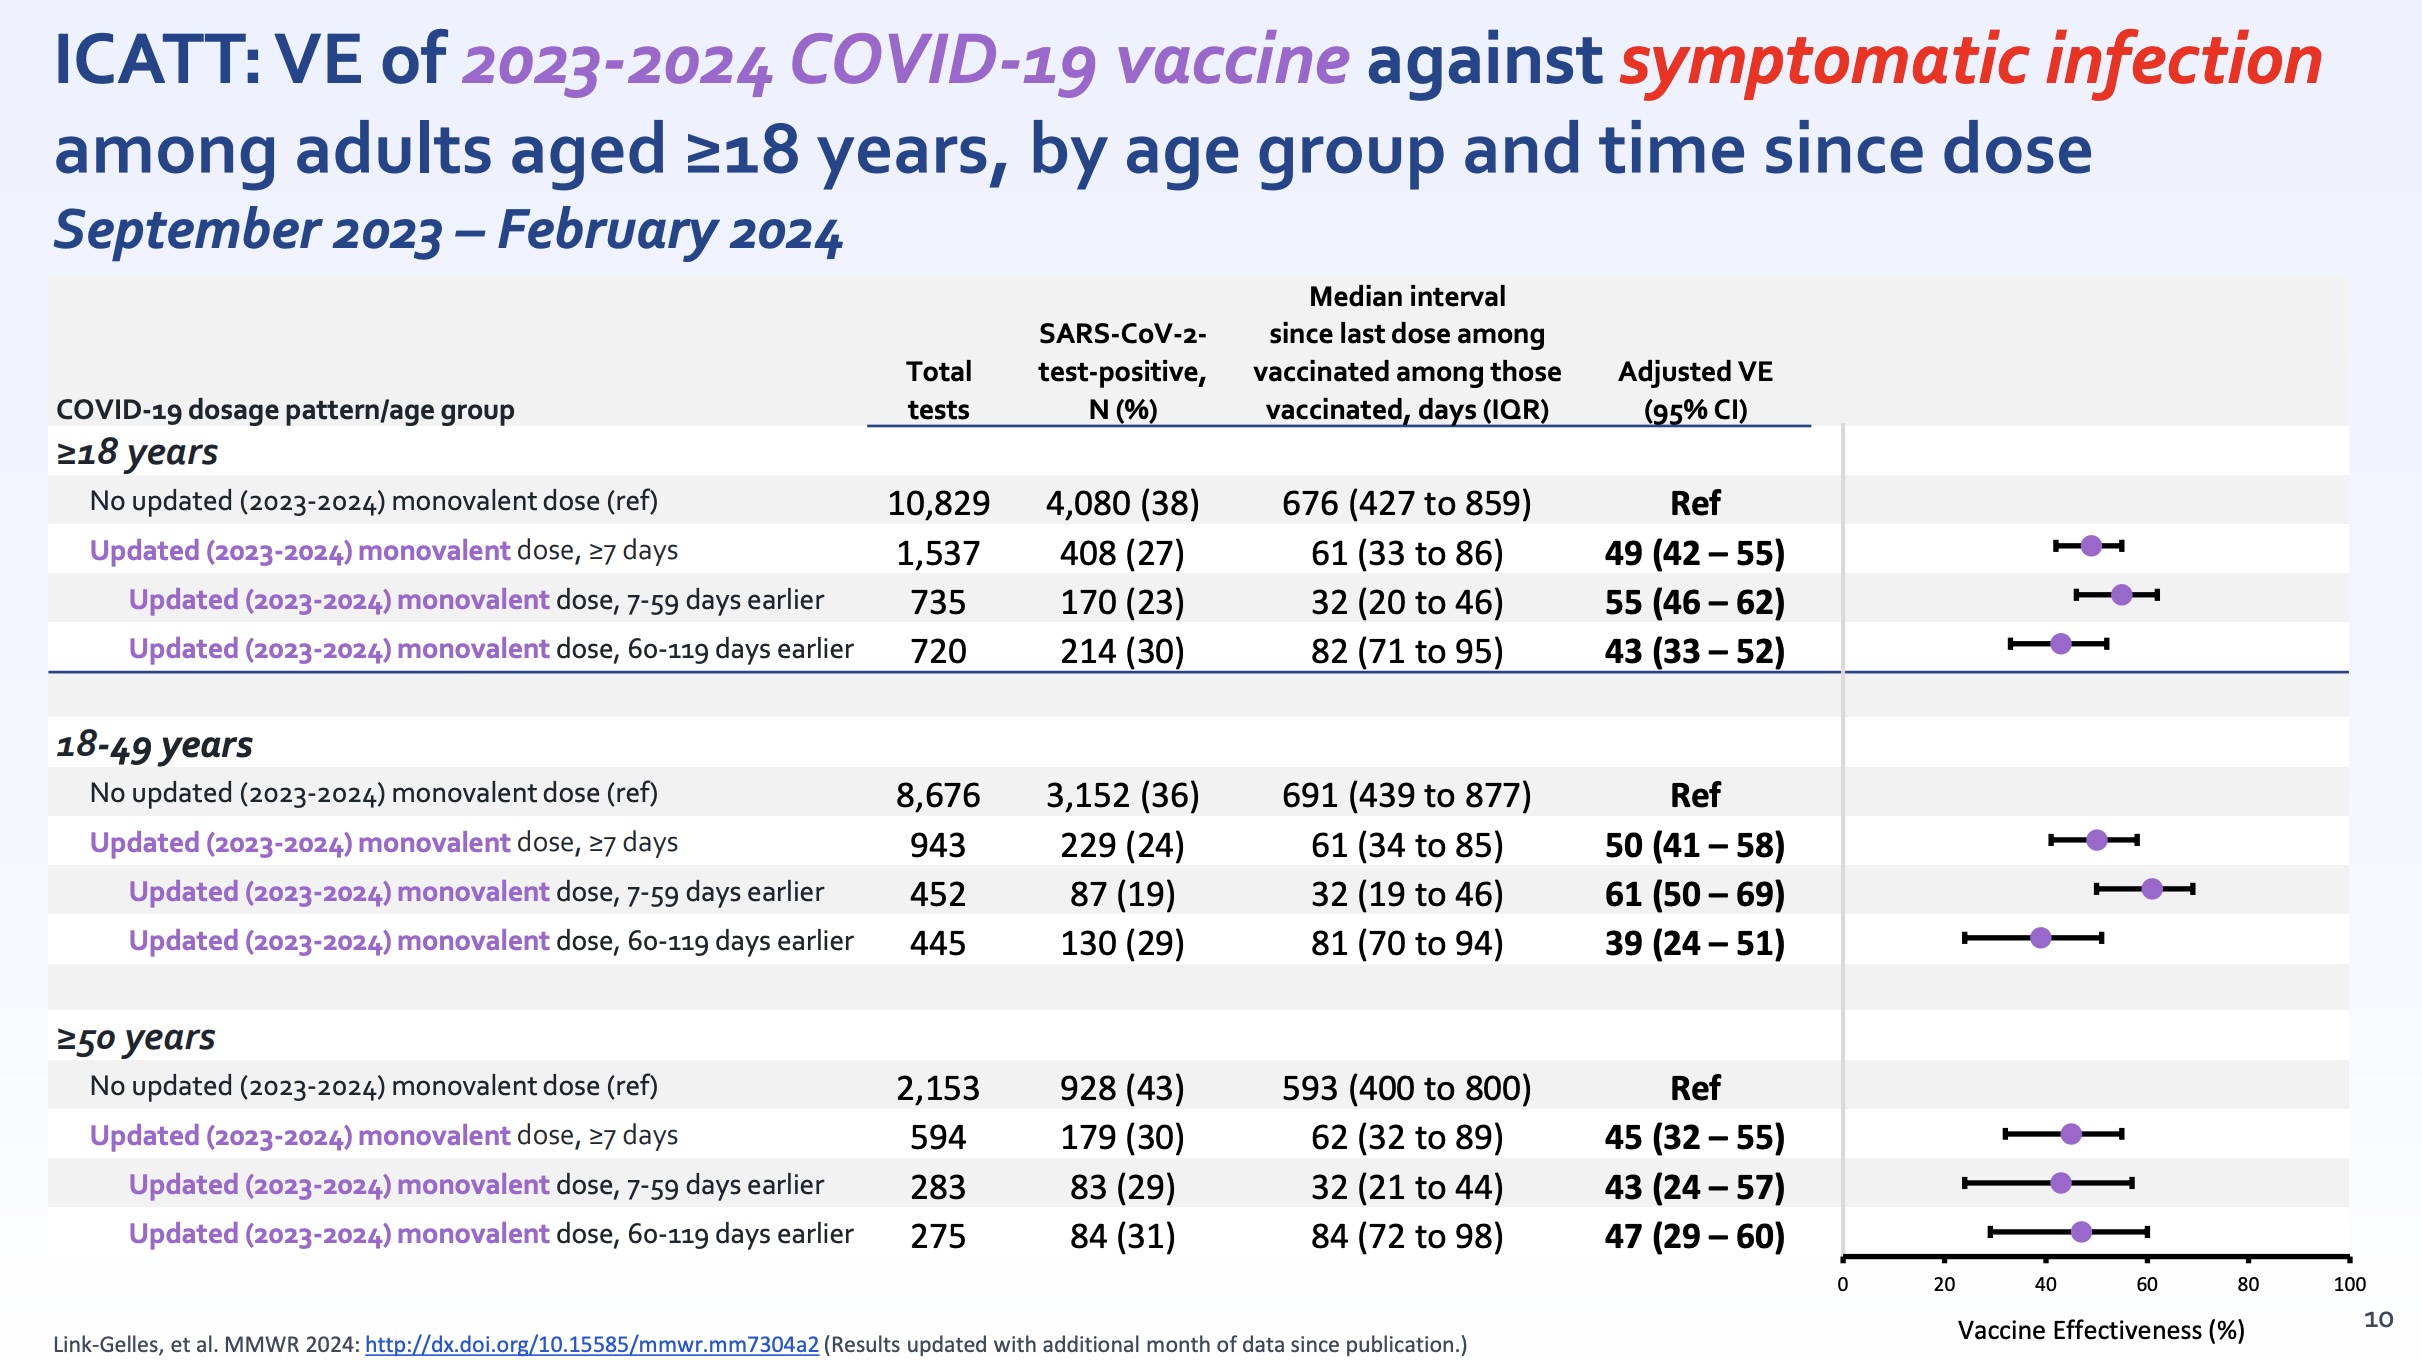 ICATT: VE of 2023-2024 COVID-19 vaccine against symptomatic infection
among adults aged ≥18 years, by age group and time since dose
September 2023 – February 2024
COVID-19 dosage pattern/age group
Total
tests
SARS-CoV-2-
test-positive,
N (%)
Median interval
since last dose among
vaccinated among those
vaccinated, days (IQR)
Adjusted VE
(95% CI)
≥18 years
No updated (2023-2024) monovalent dose (ref) 10,829 4,080 (38) 676 (427 to 859) Ref
Updated (2023-2024) monovalent dose, ≥7 days 1,537 408 (27) 61 (33 to 86) 49 (42 – 55)
Updated (2023-2024) monovalent dose, 7-59 days earlier 735 170 (23) 32 (20 to 46) 55 (46 – 62)
Updated (2023-2024) monovalent dose, 60-119 days earlier 720 214 (30) 82 (71 to 95) 43 (33 – 52)
18-49 years
No updated (2023-2024) monovalent dose (ref) 8,676 3,152 (36) 691 (439 to 877) Ref
Updated (2023-2024) monovalent dose, ≥7 days 943 229 (24) 61 (34 to 85) 50 (41 – 58)
Updated (2023-2024) monovalent dose, 7-59 days earlier 452 87 (19) 32 (19 to 46) 61 (50 – 69)
Updated (2023-2024) monovalent dose, 60-119 days earlier 445 130 (29) 81 (70 to 94) 39 (24 – 51)
≥50 years
No updated (2023-2024) monovalent dose (ref) 2,153 928 (43) 593 (400 to 800) Ref
Updated (2023-2024) monovalent dose, ≥7 days 594 179 (30) 62 (32 to 89) 45 (32 – 55)
Updated (2023-2024) monovalent dose, 7-59 days earlier 283 83 (29) 32 (21 to 44) 43 (24 – 57)
Updated (2023-2024) monovalent dose, 60-119 days earlier 275 84 (31) 84 (72 to 98) 47 (29 – 60)
0 20 40 60 80 100
Vaccine Effectiveness (%)
10
Link-Gelles, et al. MMWR 2024: http://dx.doi.org/10.15585/mmwr.mm7304a2 (Results updated with additional month of data since publication.)